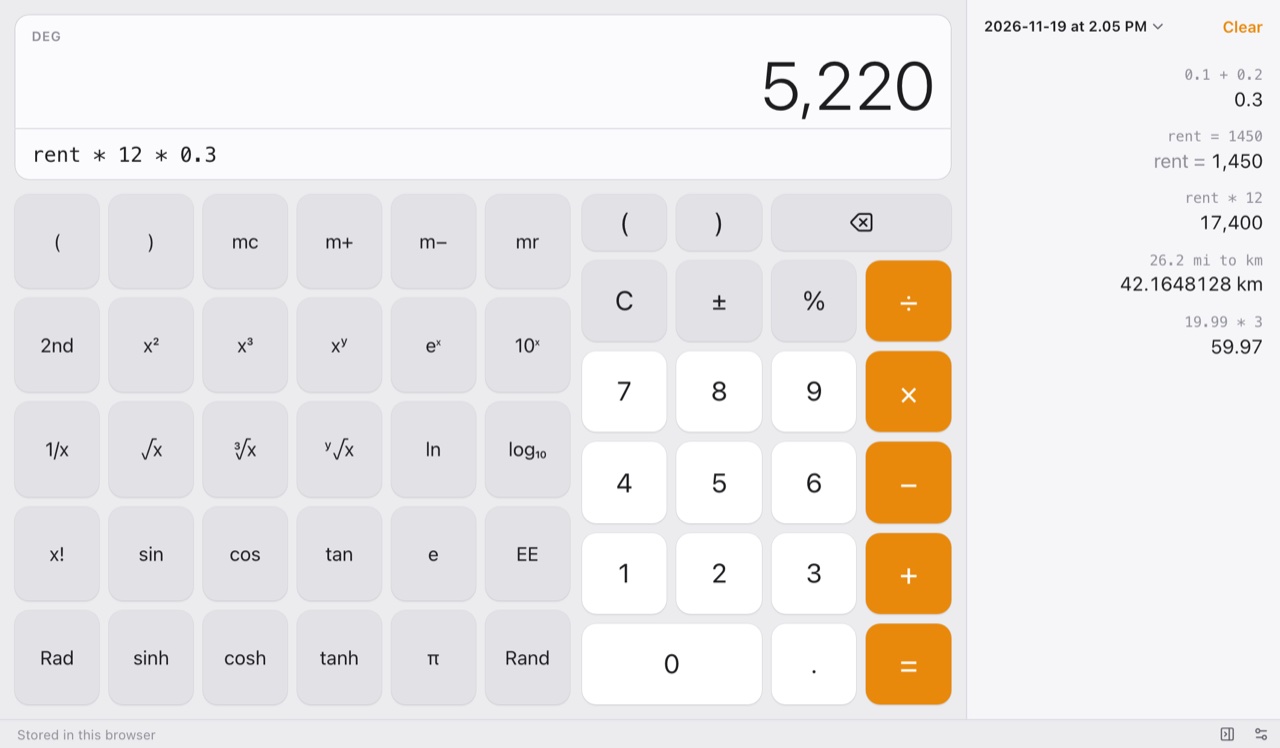 DEG
5,220
rent * 12 * 0.3
( ) mc m+ m− mr
2nd x² x³ xʸ eˣ 10ˣ
1/x √x ³√x ʸ√x ln log₁₀
x! sin cos tan e EE
Rad sinh cosh tanh π Rand
( )
C ± % ÷
7 8 9 ×
4 5 6 −
1 2 3 +
0 . =
2026-11-19 at 2.05 PM Clear
0.1 + 0.2
0.3
rent = 1450
rent = 1,450
rent * 12
17,400
26.2 mi to km
42.1648128 km
19.99 * 3
59.97
Stored in this browser